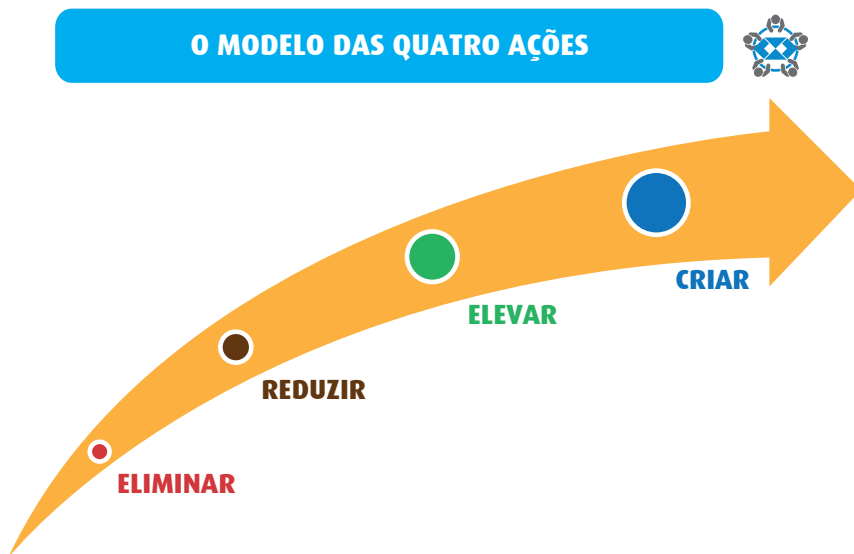 O MODELO DAS QUATRO AÇÕES
CRIAR
ELEVAR
REDUZIR
ELIMINAR